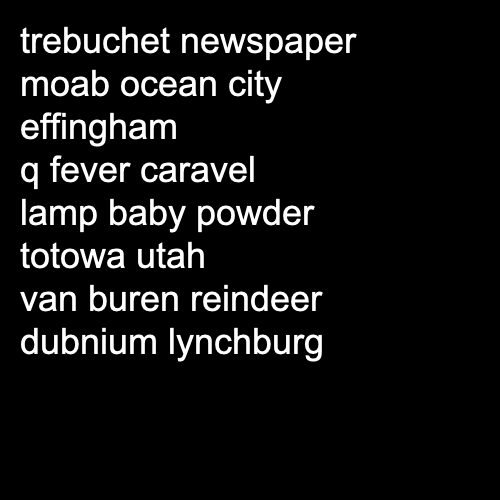 trebuchet newspaper
moab ocean city
effingham
q fever caravel
lamp baby powder
totowa utah
van buren reindeer
dubnium lynchburg